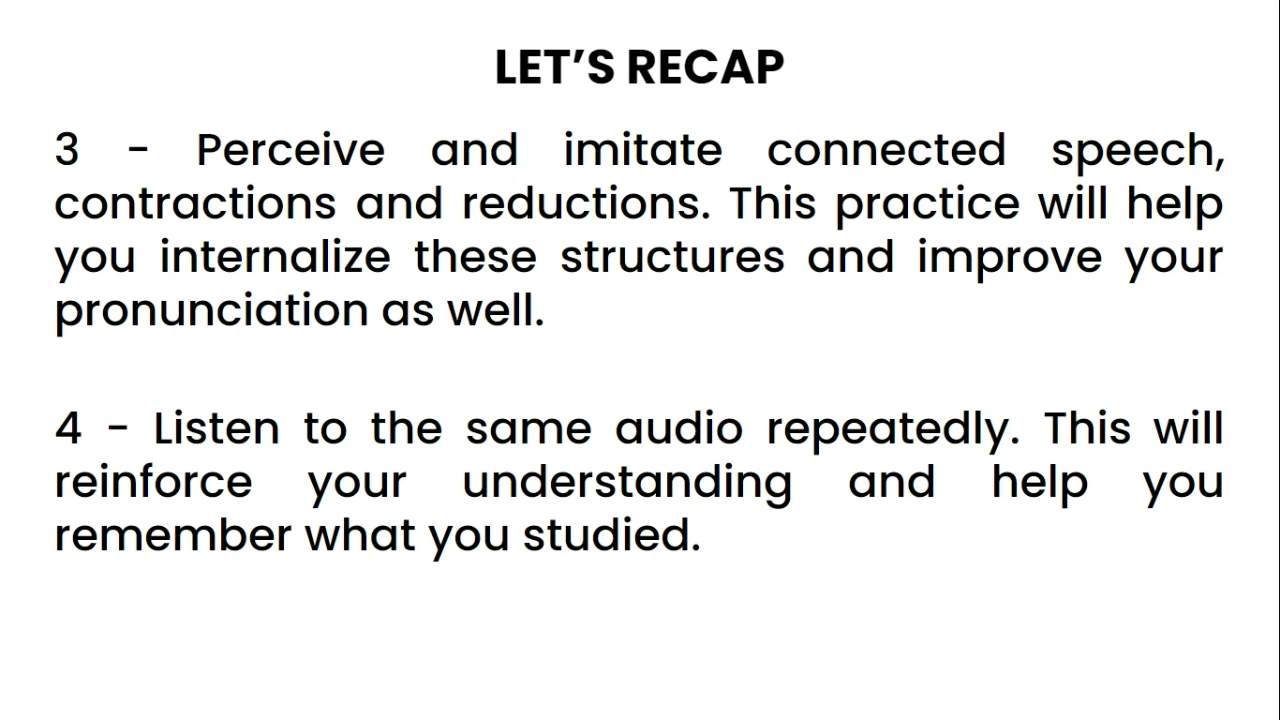 LET’S RECAP
3 - Perceive and imitate connected speech,
contractions and reductions. This practice will help
you internalize these structures and improve your
pronunciation as well.
4 - Listen to the same audio repeatedly. This will
reinforce your understanding and help you
remember what you studied.